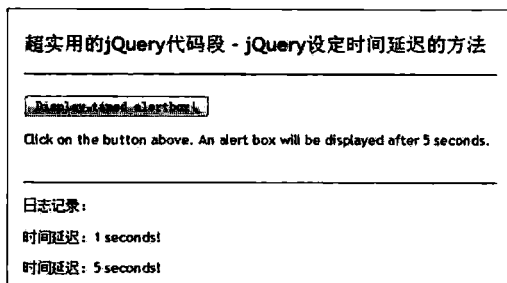 超实用的jQuery代码段 - jQuery设定时间延迟的方法
Display timed alertbox!
Click on the button above. An alert box will be displayed after 5 seconds.
日志记录：
时间延迟：1 seconds!
时间延迟：5 seconds!